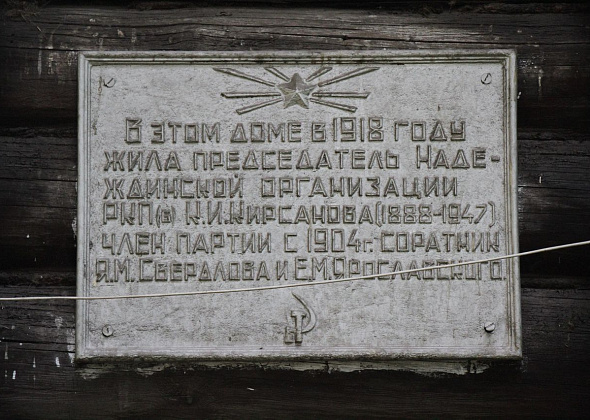 В ЭТОМ ДОМЕ В 1918 ГОДУ
ЖИЛА ПРЕДСЕДАТЕЛЬ НАДЕ-
ЖДИНСКОЙ ОРГАНИЗАЦИИ
РКП(в) К.И.КИРСАНОВА(1888-1947)
ЧЛЕН ПАРТИИ С 1904г. СОРАТНИК
Я.М.СВЕРДЛОВА И Е.М.ЯРОСЛАВСКОГО.